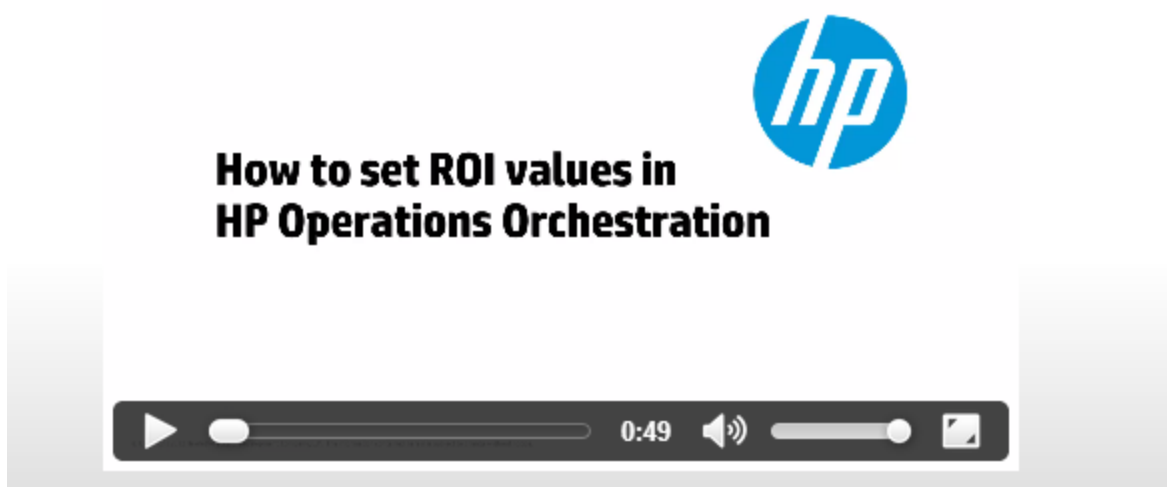 hp
How to set ROI values in
HP Operations Orchestration
0:49